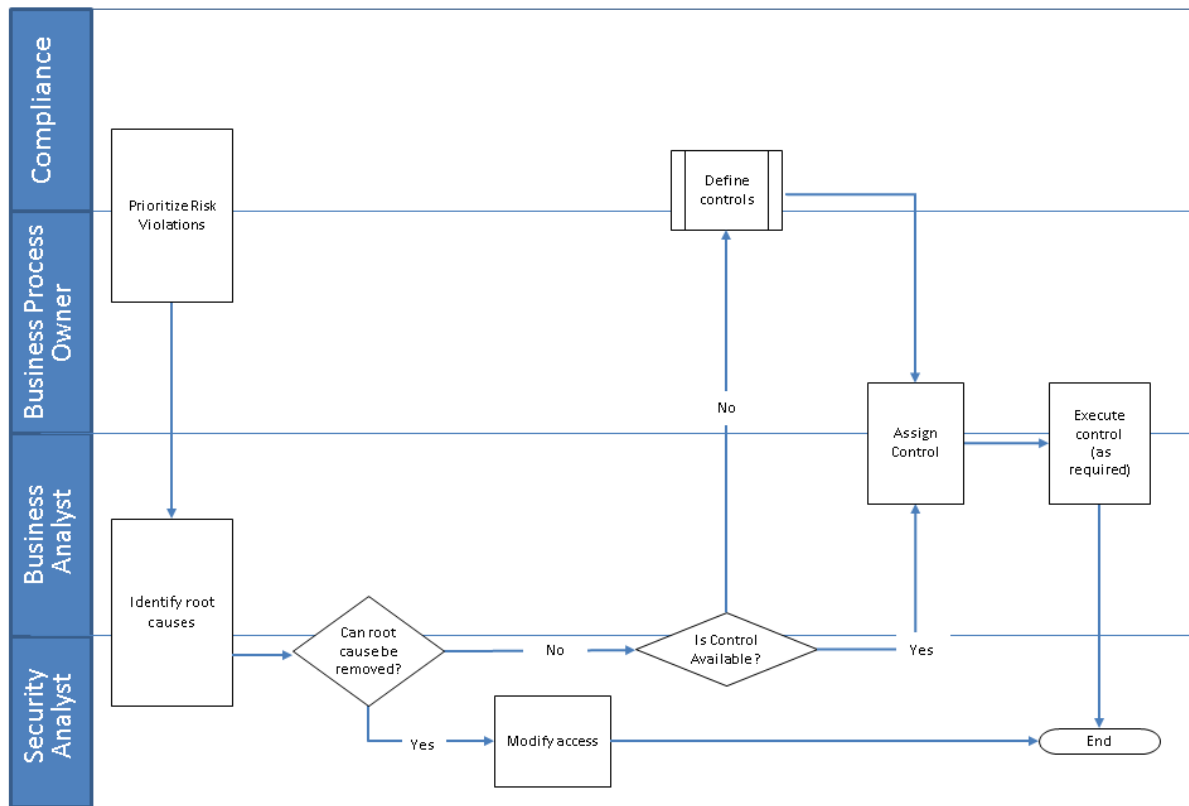 Compliance
Business Process
Owner
Business
Analyst
Security
Analyst
Prioritize Risk
Violations
Define
controls
No
Assign
Control
Execute
control
(as
required)
Identify root
causes
Can root
cause be
removed?
No
Is Control
Available?
Yes
Yes
Modify access
End